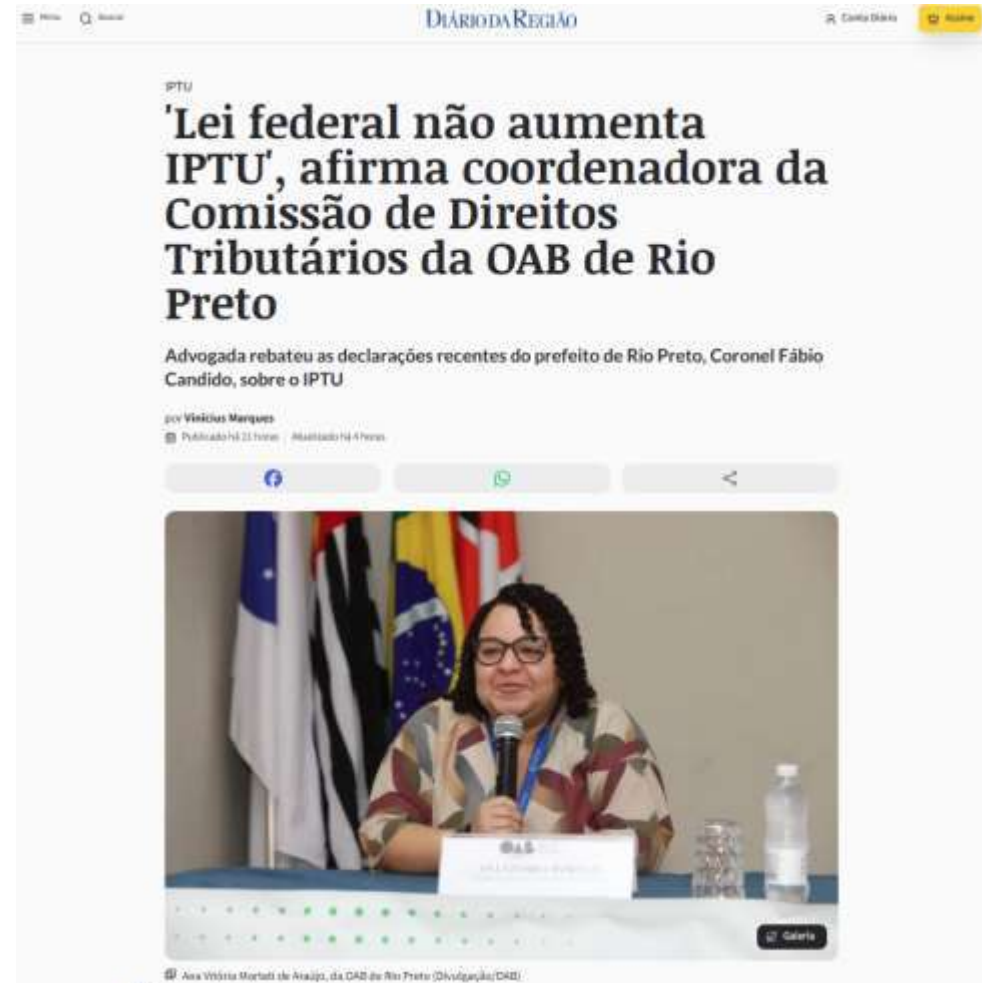 Menu Buscar DIÁRIO DA REGIÃO Conta Diário Assine
IPTU
'Lei federal não aumenta
IPTU', afirma coordenadora da
Comissão de Direitos
Tributários da OAB de Rio
Preto
Advogada rebateu as declarações recentes do prefeito de Rio Preto, Coronel Fábio
Candido, sobre o IPTU
por Vinícius Marques
Publicado há 21 horas Atualizado há 4 horas
OAB
Galeria
Vitória Mortati de Araújo, da OAB de Rio Preto (Divulgação/OAB)